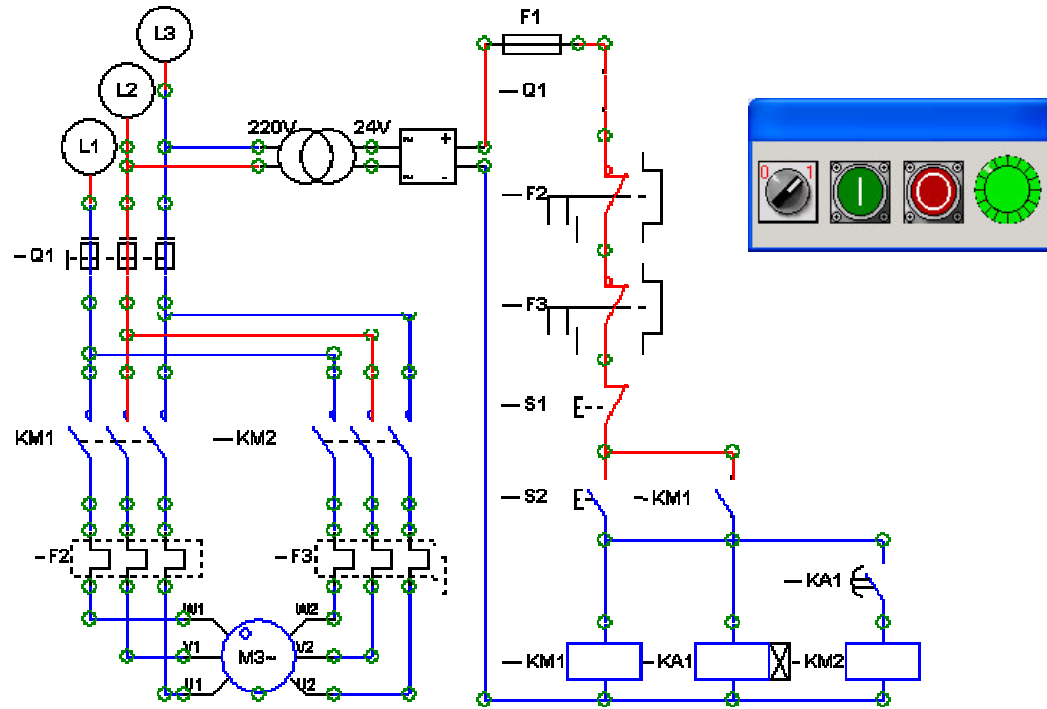 L3
F1
L2
-Q1
L1
220V
24V
~
+
~
-
0
1
I
O
-F2
-Q1
-F3
-S1
KM1
-KM2
-S2
-KM1
-F2
-F3
-KA1
W1
W2
V1
M3~
V2
U1
U2
-KM1
-KA1
-KM2